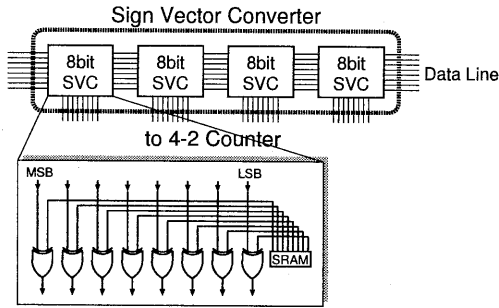 Sign Vector Converter
8bit 8bit 8bit 8bit
SVC SVC SVC SVC
Data Line
to 4-2 Counter
MSB LSB
SRAM